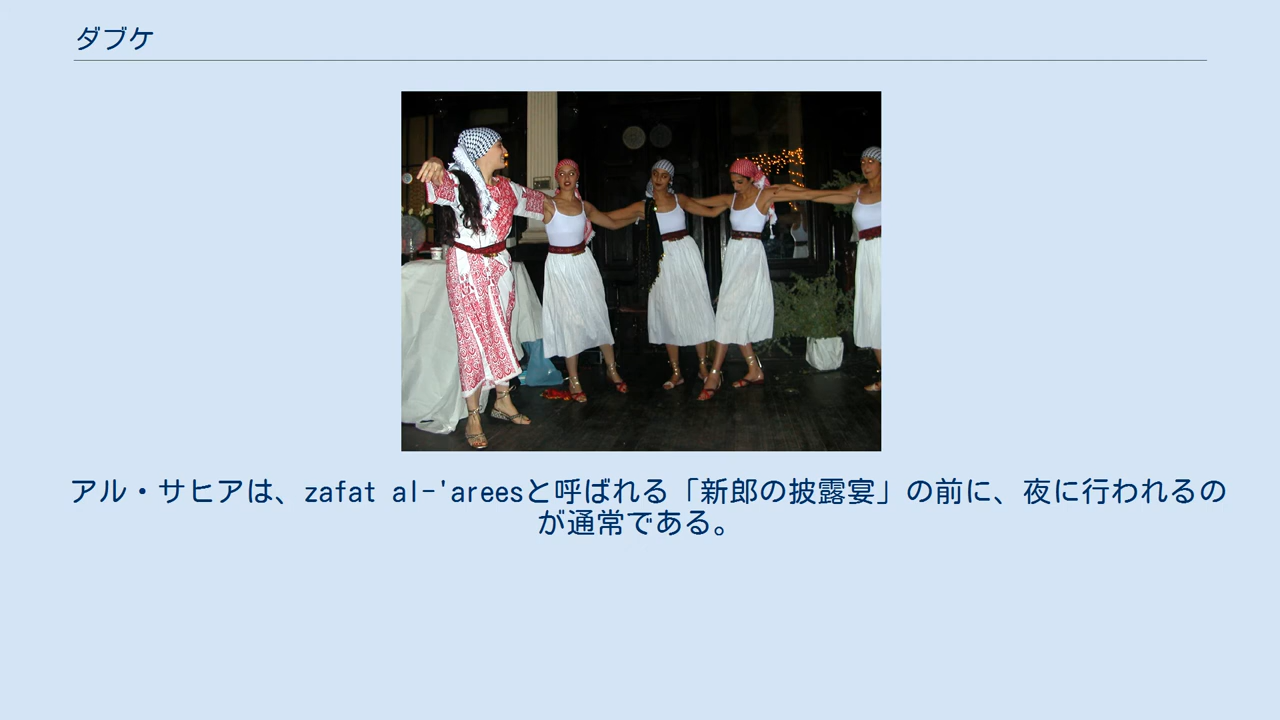 ダブケ
アル・サヒアは、zafat al-'areesと呼ばれる「新郎の披露宴」の前に、夜に行われるの
が通常である。